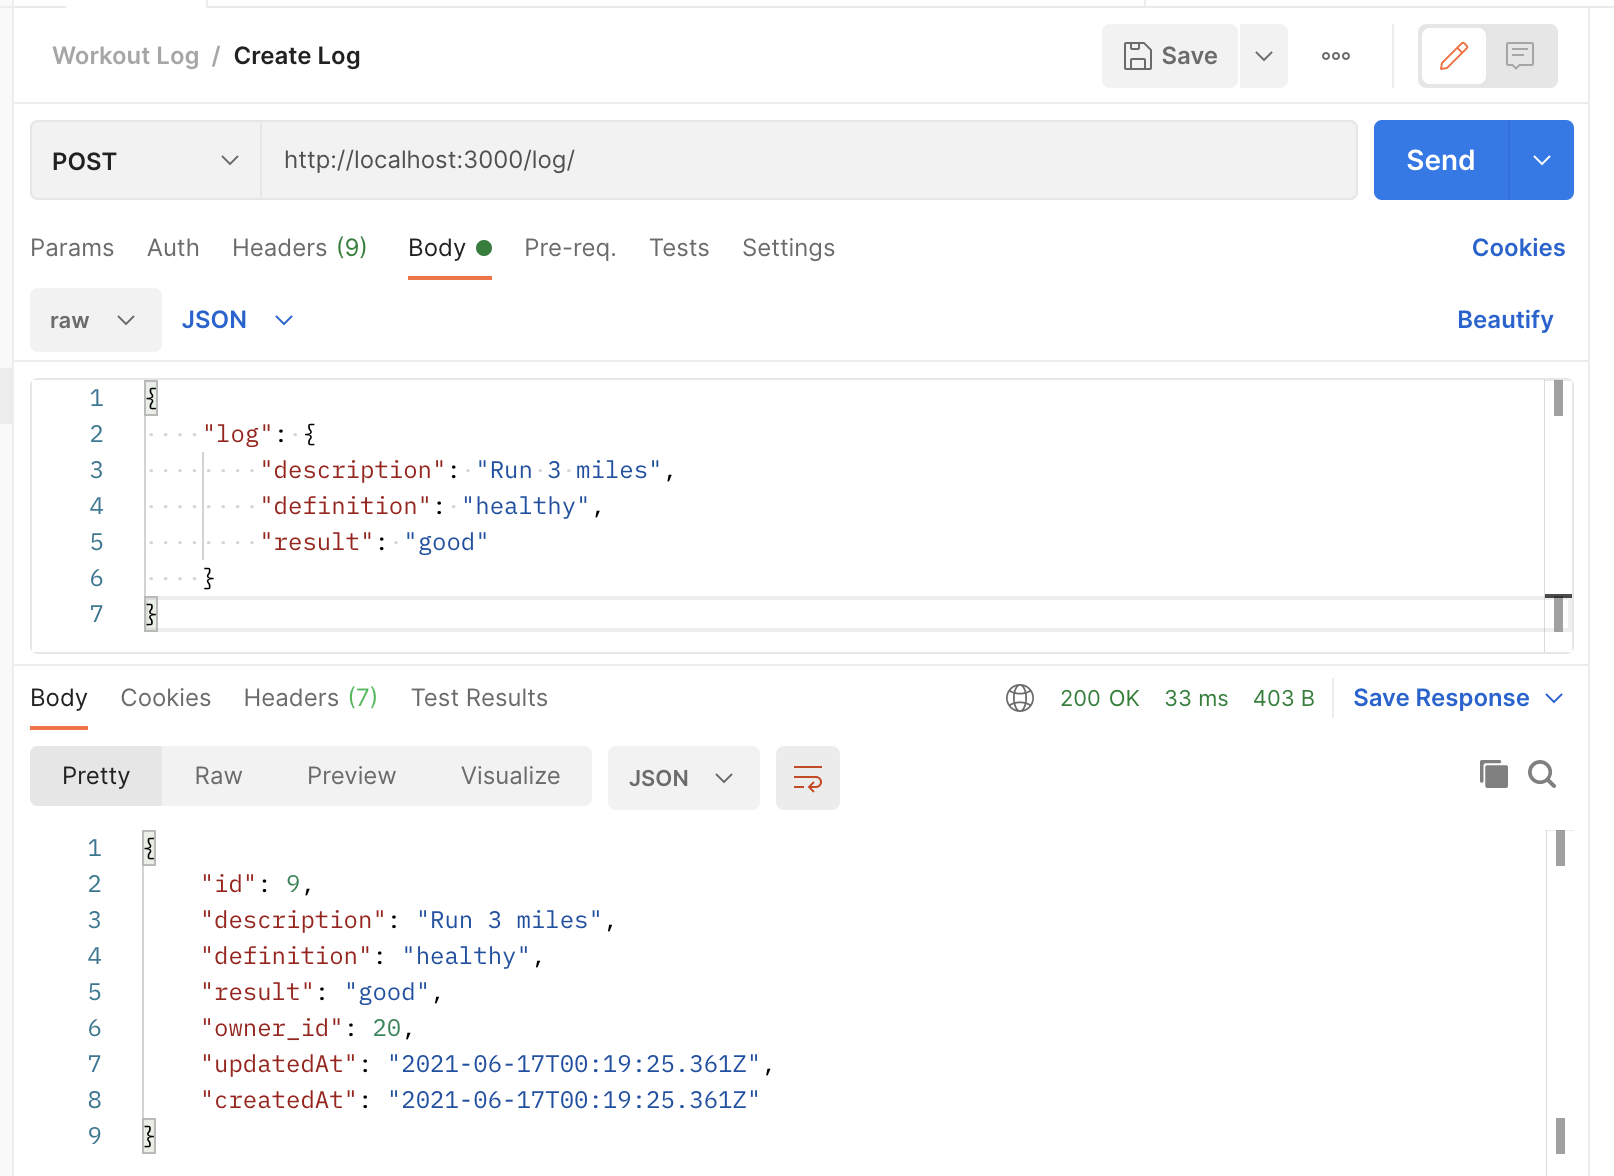 Workout Log / Create Log
Save
POST
http://localhost:3000/log/
Send
Params Auth Headers (9) Body Pre-req. Tests Settings Cookies
raw JSON Beautify
1 {
2 "log": {
3 "description": "Run 3 miles",
4 "definition": "healthy",
5 "result": "good"
6 }
7 }
Body Cookies Headers (7) Test Results 200 OK 33 ms 403 B Save Response
Pretty Raw Preview Visualize JSON
1 {
2 "id": 9,
3 "description": "Run 3 miles",
4 "definition": "healthy",
5 "result": "good",
6 "owner_id": 20,
7 "updatedAt": "2021-06-17T00:19:25.361Z",
8 "createdAt": "2021-06-17T00:19:25.361Z"
9 }